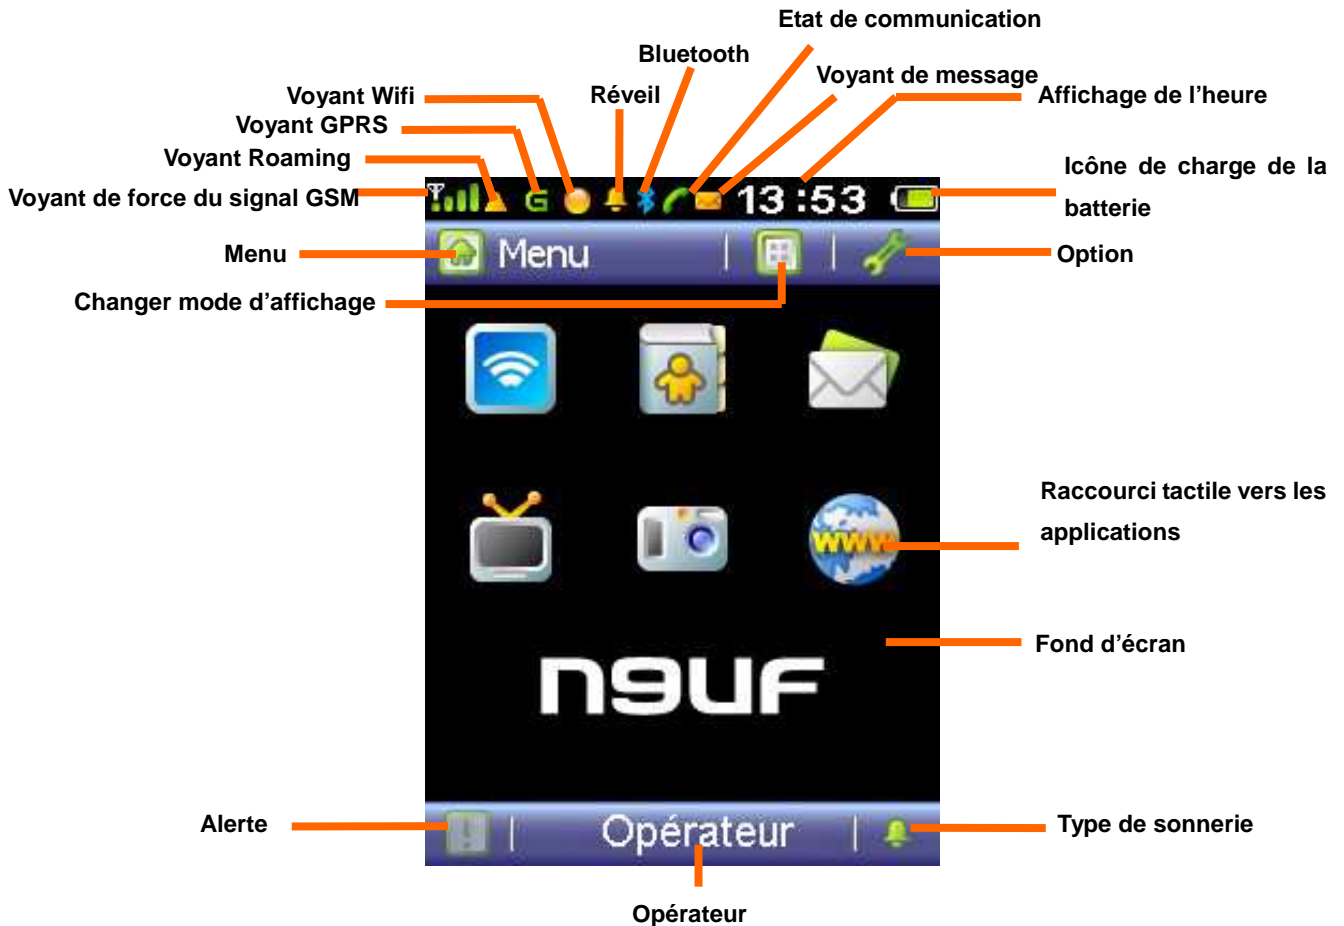 Etat de communication
Bluetooth
Voyant de message
Voyant Wifi
Réveil
Affichage de l’heure
Voyant GPRS
Voyant Roaming
Icône de charge de la
batterie
Voyant de force du signal GSM
G
13:53
Menu
Menu
Option
Changer mode d’affichage
Raccourci tactile vers les
applications
www
Fond d’écran
n9uf
Alerte
Opérateur
Type de sonnerie
Opérateur